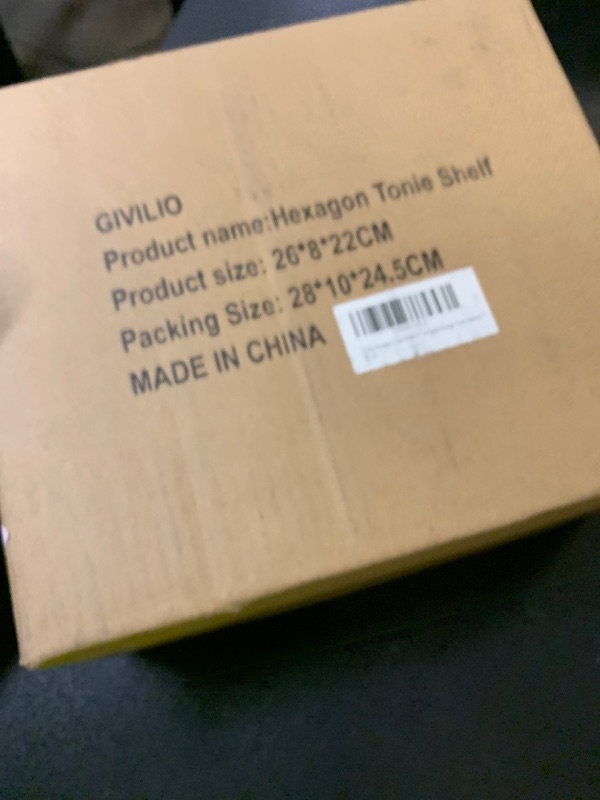 GIVILIO
Product name:Hexagon Tonie Shelf
Product size: 26*8*22CM
Packing Size: 28*10*24.5CM
MADE IN CHINA